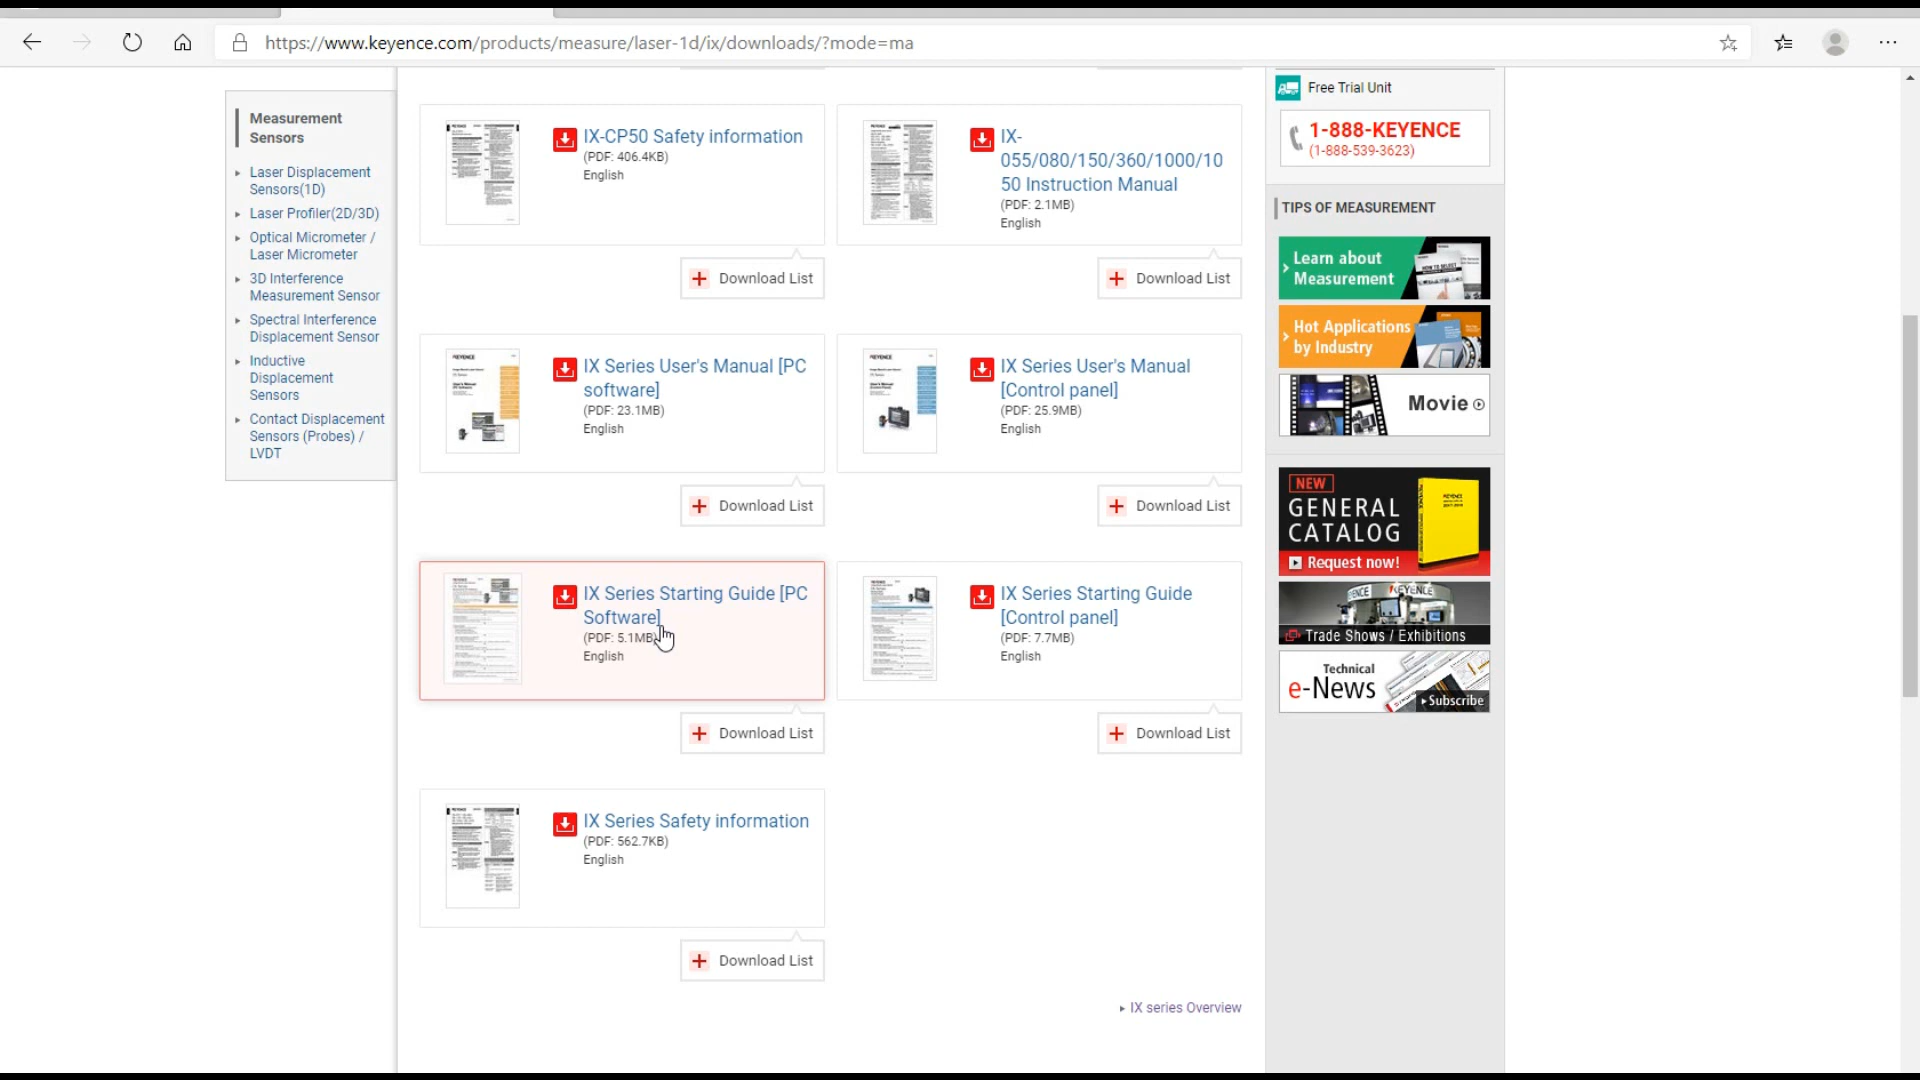 https://www.keyence.com/products/measure/laser-1d/ix/downloads/?mode=ma
Measurement
Sensors
Laser Displacement
Sensors(1D)
Laser Profiler(2D/3D)
Optical Micrometer /
Laser Micrometer
3D Interference
Measurement Sensor
Spectral Interference
Displacement Sensor
Inductive
Displacement
Sensors
Contact Displacement
Sensors (Probes) /
LVDT
IX-CP50 Safety information
(PDF: 406.4KB)
English
Download List
IX-
055/080/150/360/1000/10
50 Instruction Manual
(PDF: 2.1MB)
English
Download List
IX Series User's Manual [PC
software]
(PDF: 23.1MB)
English
Download List
IX Series User's Manual
[Control panel]
(PDF: 25.9MB)
English
Download List
IX Series Starting Guide [PC
Software]
(PDF: 5.1MB)
English
Download List
IX Series Starting Guide
[Control panel]
(PDF: 7.7MB)
English
Download List
IX Series Safety information
(PDF: 562.7KB)
English
Download List
IX series Overview
Free Trial Unit
1-888-KEYENCE
(1-888-539-3623)
TIPS OF MEASUREMENT
Learn about
Measurement
Hot Applications
by Industry
Movie
NEW
GENERAL
CATALOG
Request now!
Trade Shows / Exhibitions
Technical
e-News
Subscribe